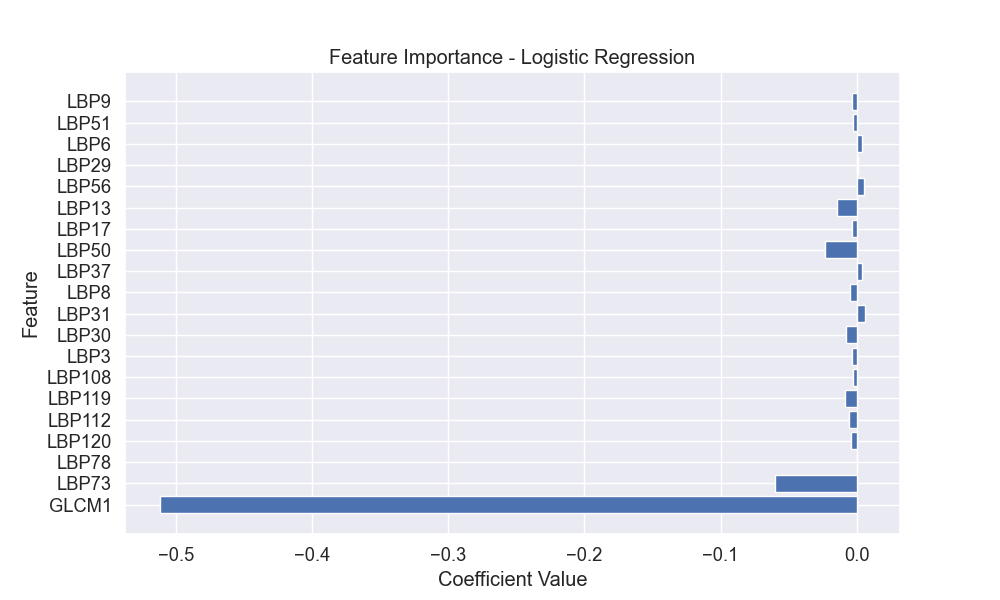 Feature Importance - Logistic Regression
Feature
LBP9
LBP51
LBP6
LBP29
LBP56
LBP13
LBP17
LBP50
LBP37
LBP8
LBP31
LBP30
LBP3
LBP108
LBP119
LBP112
LBP120
LBP78
LBP73
GLCM1
−0.5 −0.4 −0.3 −0.2 −0.1 0.0
Coefficient Value